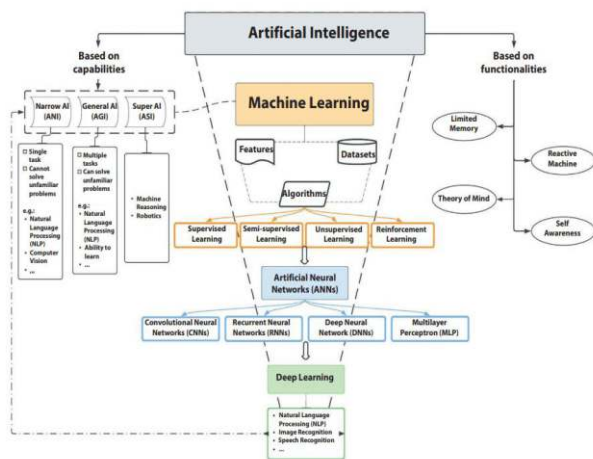 Artificial Intelligence
Based on
capabilities
Based on
functionalities
Narrow AI
(ANI)
General AI
(AGI)
Super AI
(ASI)
Machine Learning
Limited
Memory
Reactive
Machine
Theory of Mind
Self
Awareness
Features
Datasets
Algorithms
Single
task
Cannot
solve
unfamiliar
problems
e.g.:
Natural
Language
Processing
(NLP)
Computer
Vision
...
Multiple
tasks
Can solve
unfamiliar
problems
e.g.:
Natural
Language
Processing
(NLP)
Ability to
learn
...
Machine
Reasoning
Robotics
Supervised
Learning
Semi-supervised
Learning
Unsupervised
Learning
Reinforcement
Learning
Artificial Neural
Networks (ANNs)
Convolutional Neural
Networks (CNNs)
Recurrent Neural
Networks (RNNs)
Deep Neural
Network (DNNs)
Multilayer
Perceptron (MLP)
Deep Learning
Natural Language
Processing (NLP)
Image Recognition
Speech Recognition
...